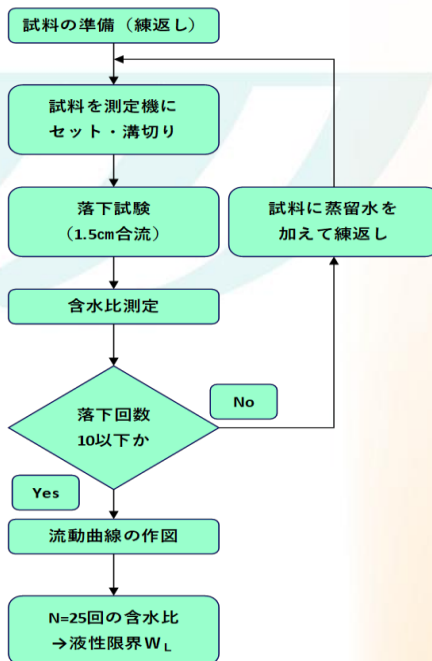 試料の準備（練返し）
試料を測定機に
セット・溝切り
落下試験
（1.5㎝合流）
試料に蒸留水を
加えて練返し
含水比測定
落下回数
10以下か
No
Yes
流動曲線の作図
N=25回の含水比
→液性限界WL